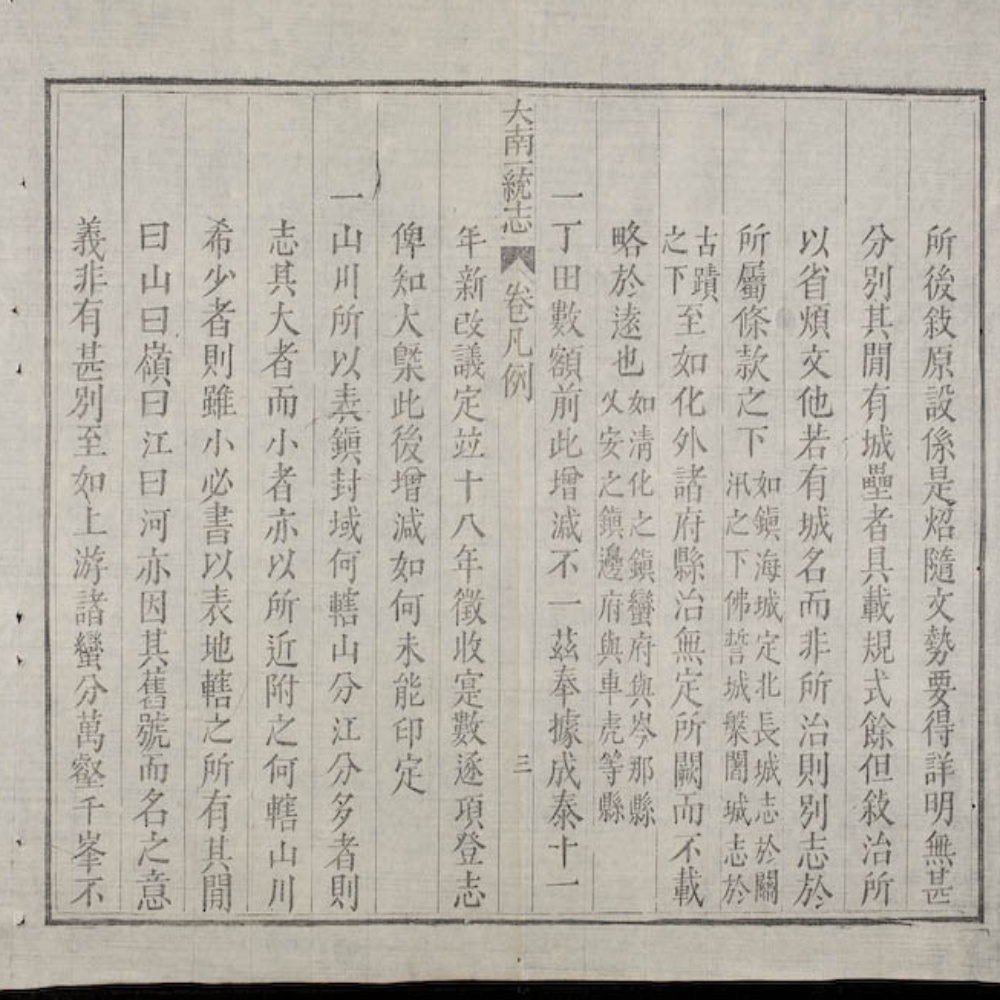 所後敍原設係是炤隨文勢要得詳明無甚
分別其閒有城壘者具載規式餘但敍治所
以省煩文他若有城名而非所治則別志於
所屬條款之下如鎭海城定北長城志於關
汛之下佛誓城槃闍城志於
古蹟
之下至如化外諸府縣治無定所闕而不載
略於遠也如淸化之鎭蠻府與岑那縣
乂安之鎭邊府與車虎等縣
一丁田數額前此增減不一茲奉據成泰十一
大南一統志 卷凡例 三
年新改議定竝十八年徵收寔數逐項登志
俾知大槩此後增減如何未能印定
一山川所以表鎭封域何轄山分江分多者則
志其大者而小者亦以所近附之何轄山川
希少者則雖小必書以表地轄之所有其閒
曰山曰嶺曰江曰河亦因其舊號而名之意
義非有甚別至如上游諸蠻分萬壑千峯不